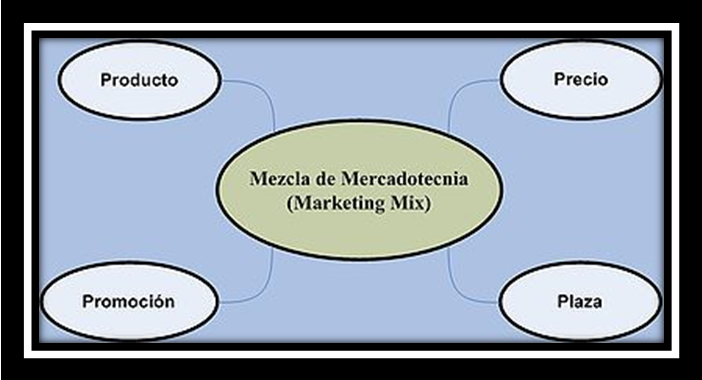 Producto
Precio
Mezcla de Mercadotecnia
(Marketing Mix)
Promoción
Plaza